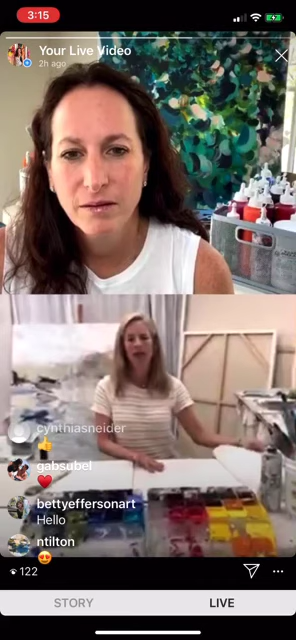 3:15
Your Live Video
2h ago
cynthiasneider
👍
gabsubel
❤️
bettyeffersonart
Hello
ntilton
😍
122
STORY LIVE